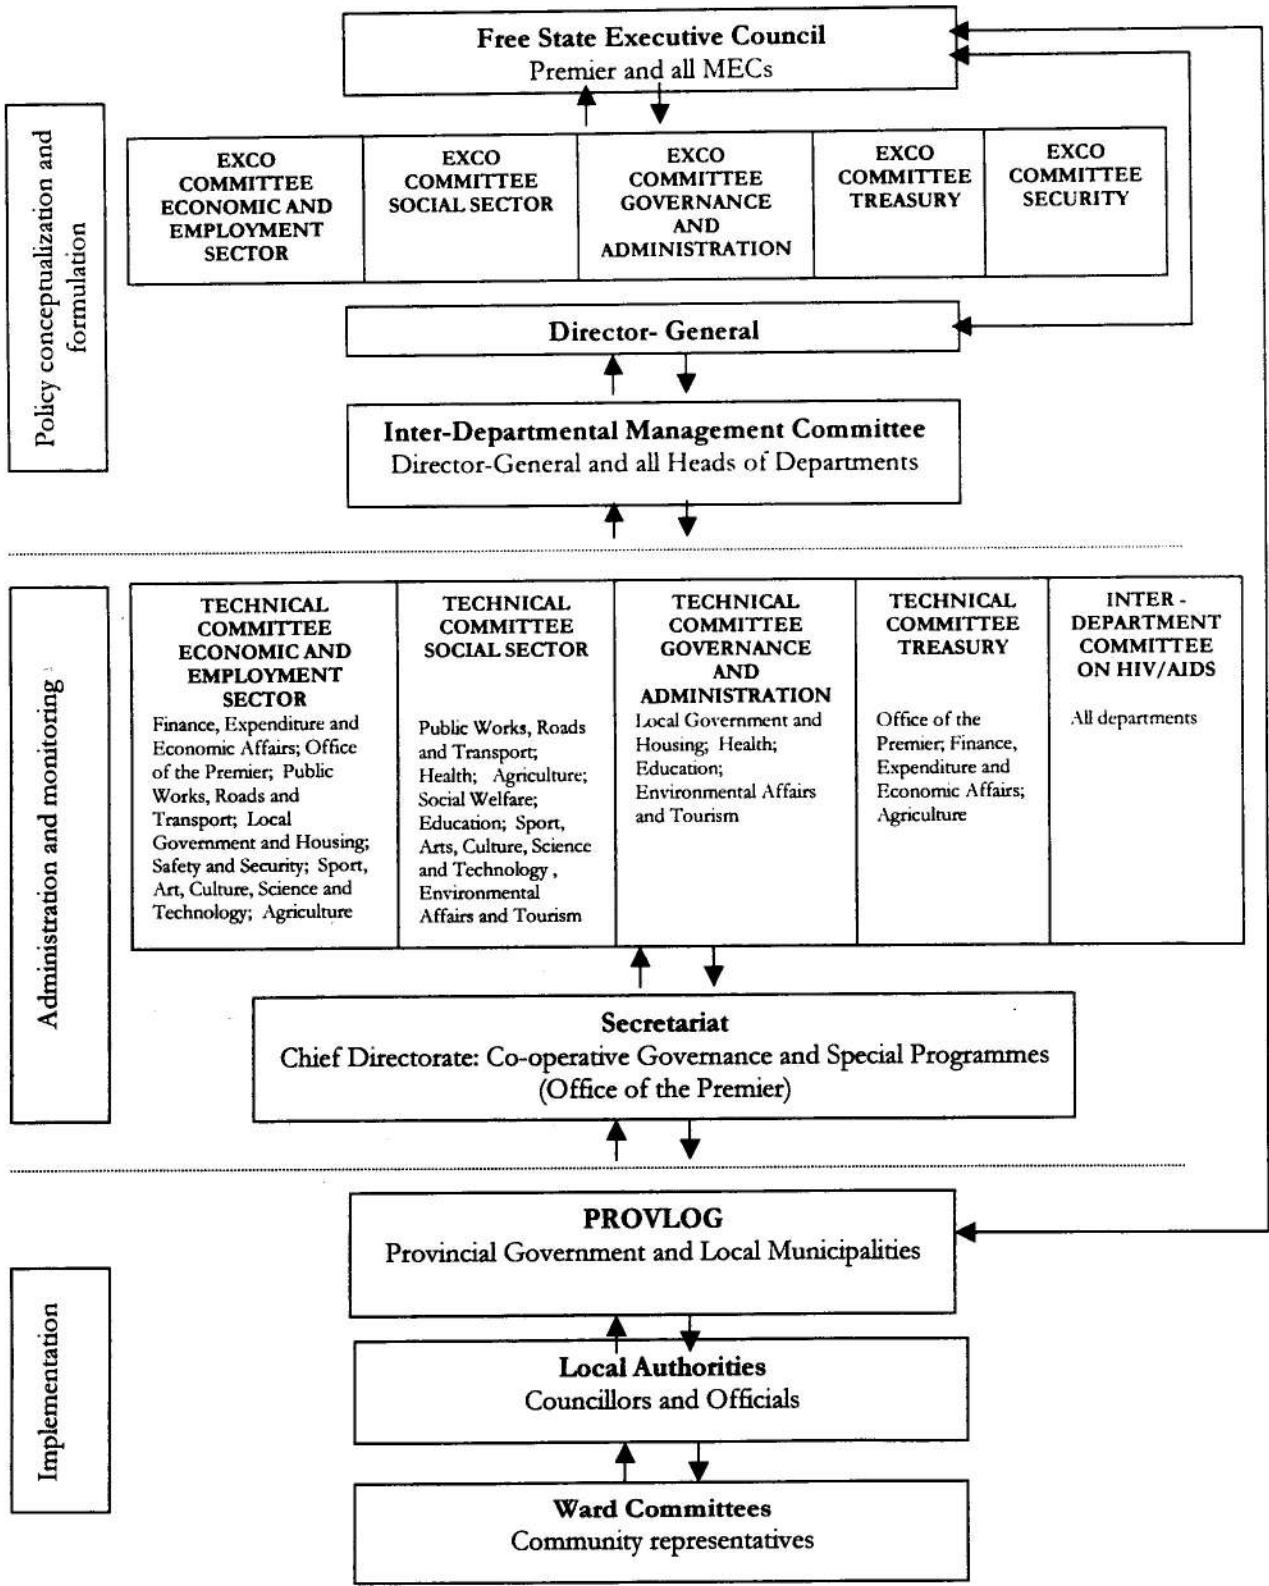 Free State Executive Council
Premier and all MECs
Policy conceptualization and
formulation
EXCO
COMMITTEE
ECONOMIC AND
EMPLOYMENT
SECTOR
EXCO
COMMITTEE
SOCIAL SECTOR
EXCO
COMMITTEE
GOVERNANCE
AND
ADMINISTRATION
EXCO
COMMITTEE
TREASURY
EXCO
COMMITTEE
SECURITY
Director- General
Inter-Departmental Management Committee
Director-General and all Heads of Departments
Administration and monitoring
TECHNICAL
COMMITTEE
ECONOMIC AND
EMPLOYMENT
SECTOR
Finance, Expenditure and
Economic Affairs; Office
of the Premier; Public
Works, Roads and
Transport; Local
Government and Housing;
Safety and Security; Sport,
Art, Culture, Science and
Technology; Agriculture
TECHNICAL
COMMITTEE
SOCIAL SECTOR
Public Works, Roads
and Transport;
Health; Agriculture;
Social Welfare;
Education; Sport,
Arts, Culture, Science
and Technology ,
Environmental
Affairs and Tourism
TECHNICAL
COMMITTEE
GOVERNANCE
AND
ADMINISTRATION
Local Government and
Housing; Health;
Education;
Environmental Affairs
and Tourism
TECHNICAL
COMMITTEE
TREASURY
Office of the
Premier; Finance,
Expenditure and
Economic Affairs;
Agriculture
INTER -
DEPARTMENT
COMMITTEE
ON HIV/AIDS
All departments
Secretariat
Chief Directorate: Co-operative Governance and Special Programmes
(Office of the Premier)
Implementation
PROVLOG
Provincial Government and Local Municipalities
Local Authorities
Councillors and Officials
Ward Committees
Community representatives